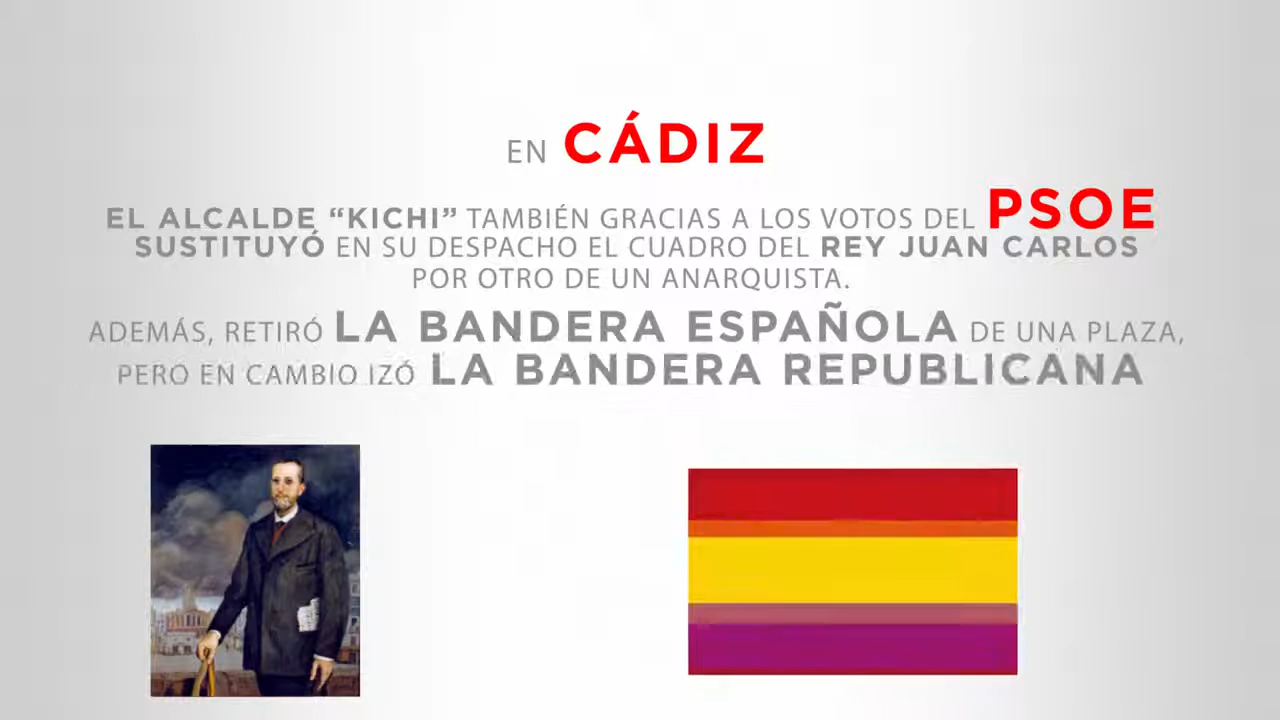 EN CÁDIZ
EL ALCALDE “KICHI” TAMBIÉN GRACIAS A LOS VOTOS DEL PSOE
SUSTITUYÓ EN SU DESPACHO EL CUADRO DEL REY JUAN CARLOS
POR OTRO DE UN ANARQUISTA.
ADEMÁS, RETIRÓ LA BANDERA ESPAÑOLA DE UNA PLAZA,
PERO EN CAMBIO IZÓ LA BANDERA REPUBLICANA